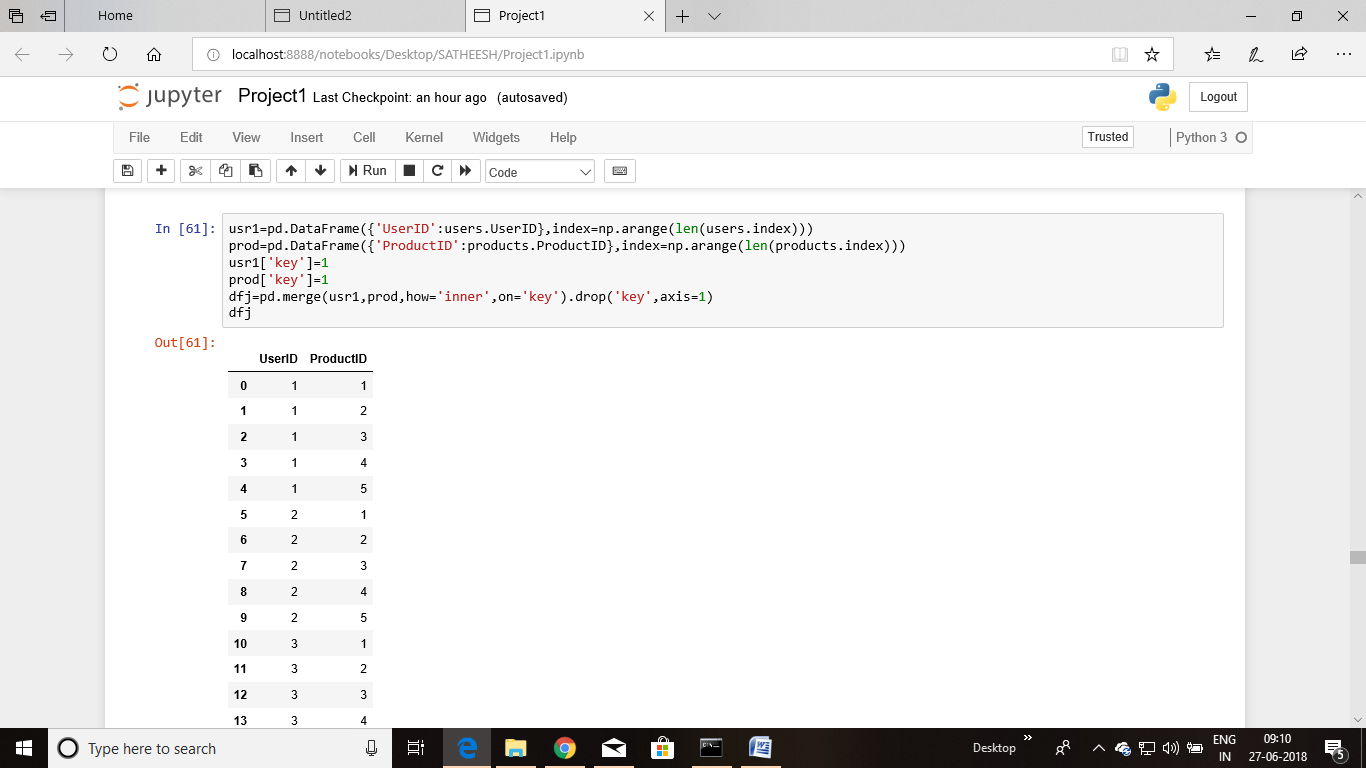 Home
Untitled2
Project1
localhost:8888/notebooks/Desktop/SATHEESH/Project1.ipynb
jupyter Project1 Last Checkpoint: an hour ago (autosaved)
Logout
File Edit View Insert Cell Kernel Widgets Help
Trusted
Python 3
Run
Code
In [61]: usr1=pd.DataFrame({'UserID':users.UserID},index=np.arange(len(users.index)))
prod=pd.DataFrame({'ProductID':products.ProductID},index=np.arange(len(products.index)))
usr1['key']=1
prod['key']=1
dfj=pd.merge(usr1,prod,how='inner',on='key').drop('key',axis=1)
dfj
Out[61]:
UserID ProductID
0 1 1
1 1 2
2 1 3
3 1 4
4 1 5
5 2 1
6 2 2
7 2 3
8 2 4
9 2 5
10 3 1
11 3 2
12 3 3
13 3 4
Type here to search
Desktop
ENG
IN
09:10
27-06-2018
5